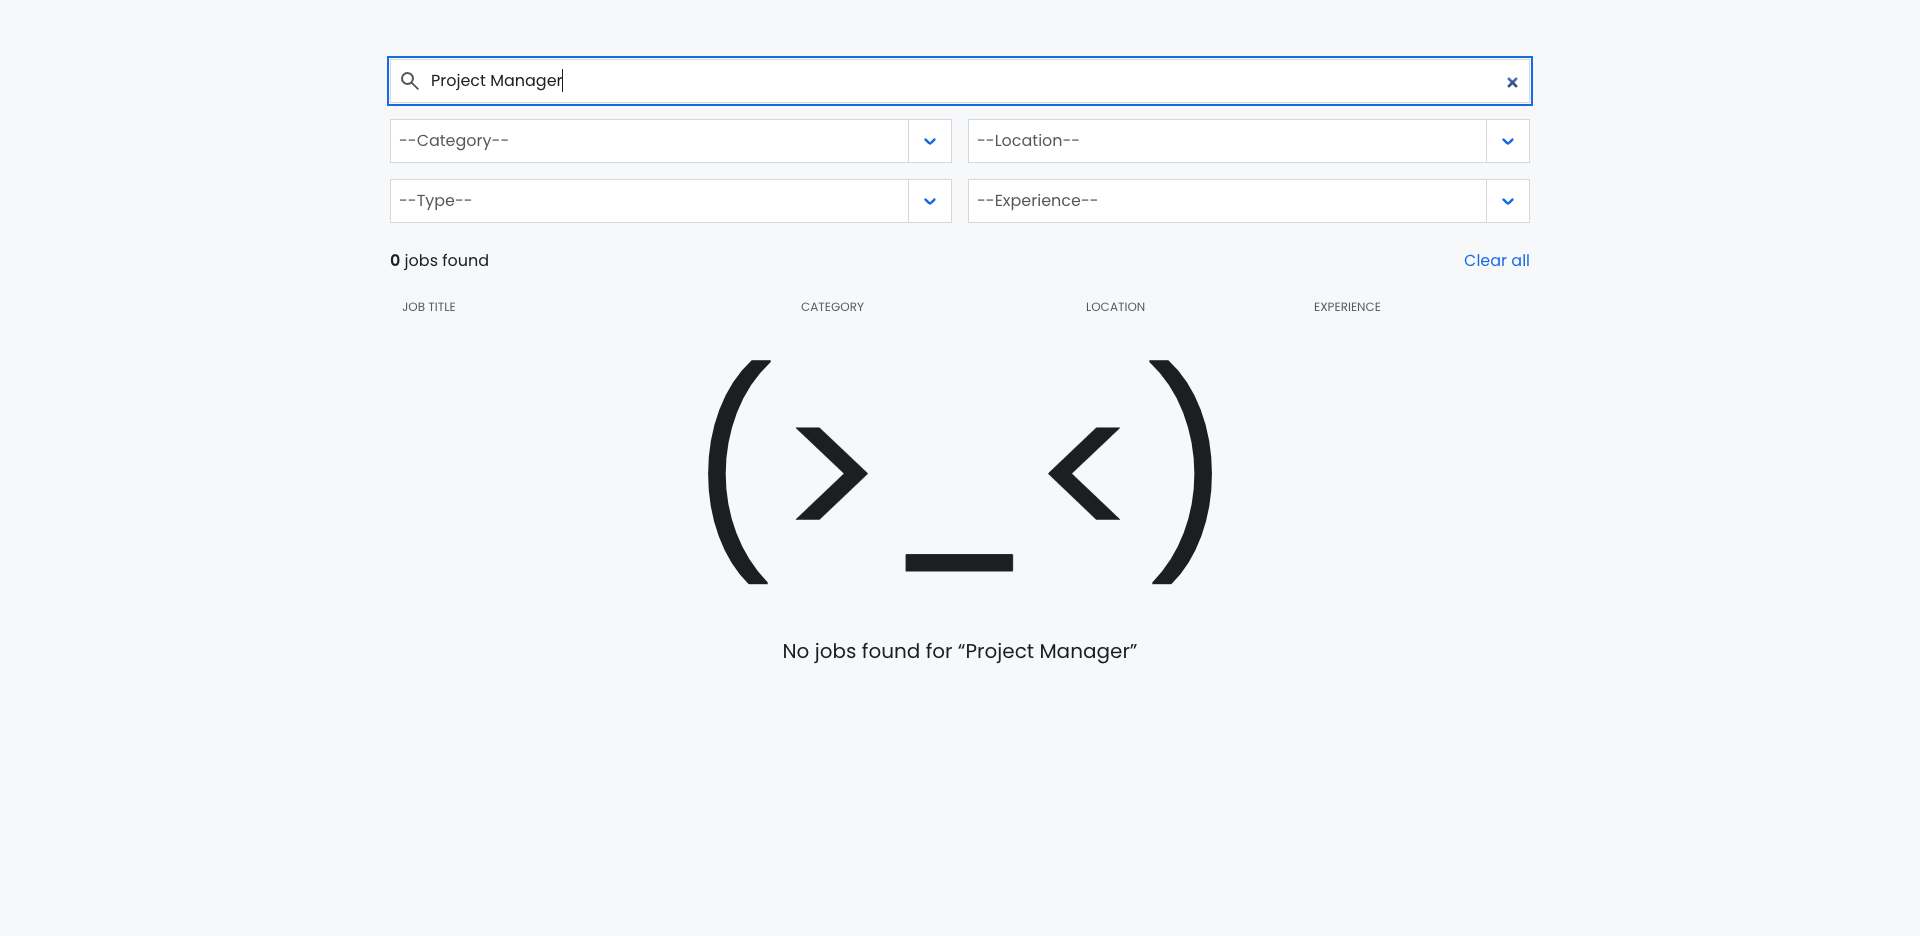 Project Manager
--Category--
--Location--
--Type--
--Experience--
0 jobs found
Clear all
JOB TITLE
CATEGORY
LOCATION
EXPERIENCE
(>_<)
No jobs found for “Project Manager”